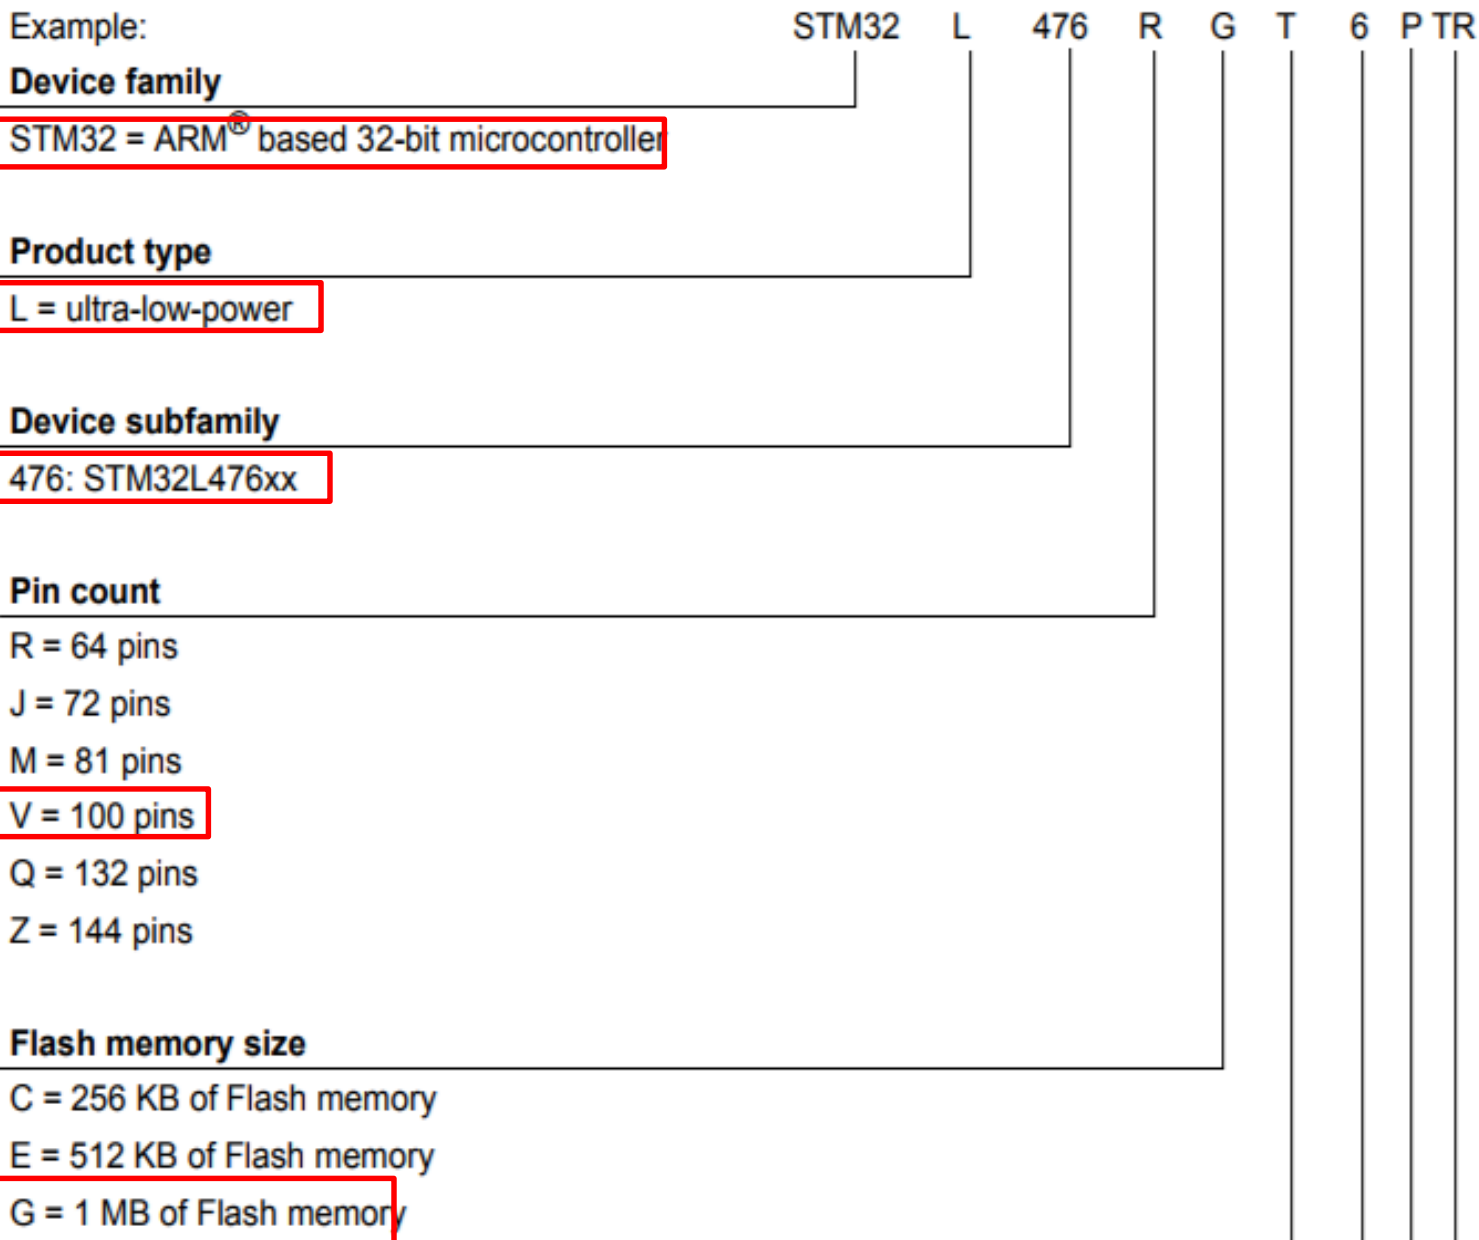 Example: STM32 L 476 R G T 6 P TR
Device family
STM32 = ARM® based 32-bit microcontroller
Product type
L = ultra-low-power
Device subfamily
476: STM32L476xx
Pin count
R = 64 pins
J = 72 pins
M = 81 pins
V = 100 pins
Q = 132 pins
Z = 144 pins
Flash memory size
C = 256 KB of Flash memory
E = 512 KB of Flash memory
G = 1 MB of Flash memory